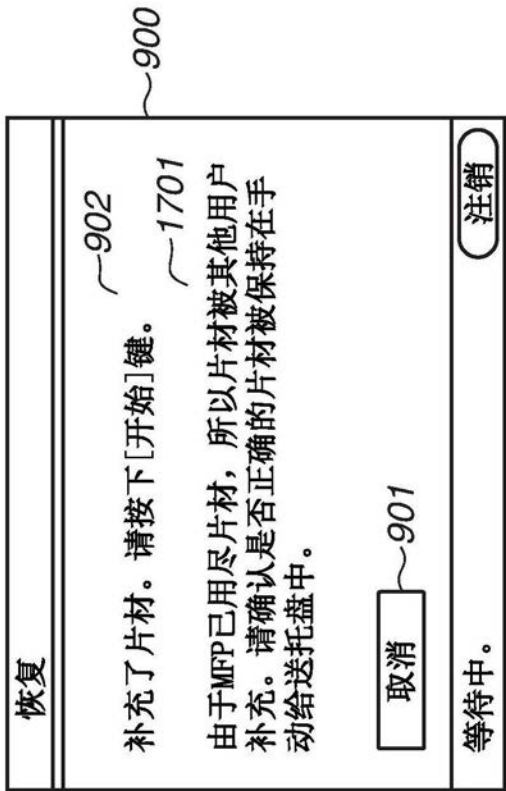 恢复
900
补充了片材。请按下[开始]键。
902
1701
由于MFP已用尽片材，所以片材被其他用户
补充。请确认是否正确的片材被保持在手
动给送托盘中。
取消
901
等待中。
注销